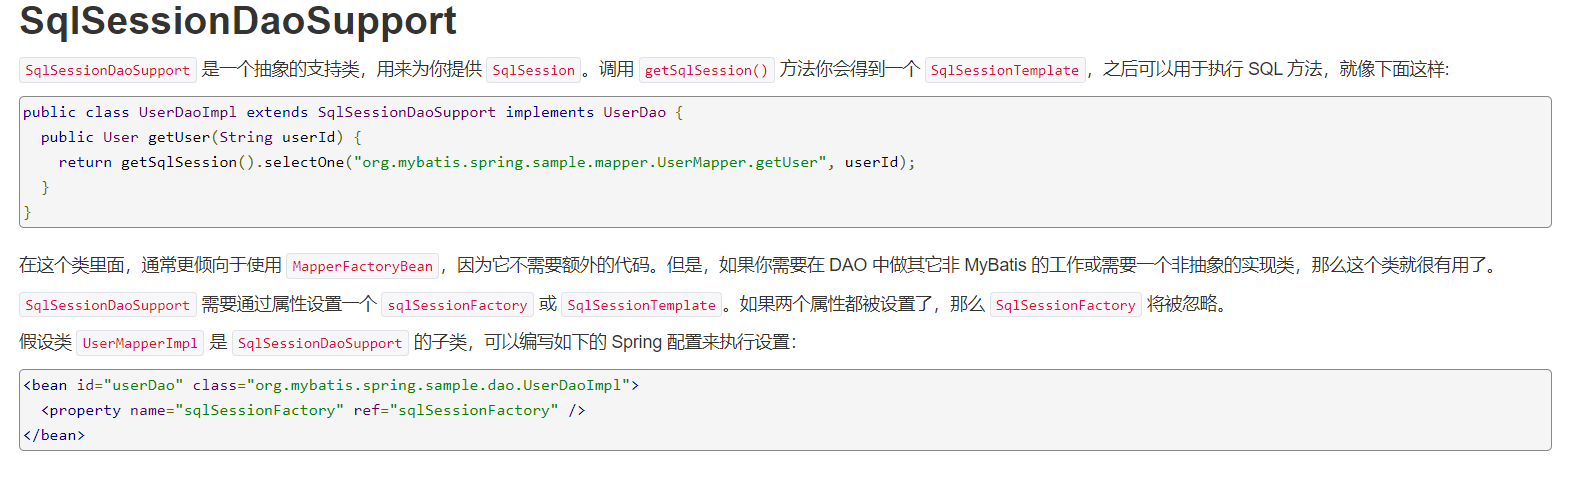 SqlSessionDaoSupport
SqlSessionDaoSupport 是一个抽象的支持类，用来为你提供 SqlSession。调用 getSqlSession() 方法你会得到一个 SqlSessionTemplate，之后可以用于执行 SQL 方法，就像下面这样:
public class UserDaoImpl extends SqlSessionDaoSupport implements UserDao {
  public User getUser(String userId) {
    return getSqlSession().selectOne("org.mybatis.spring.sample.mapper.UserMapper.getUser", userId);
  }
}
在这个类里面，通常更倾向于使用 MapperFactoryBean，因为它不需要额外的代码。但是，如果你需要在 DAO 中做其它非 MyBatis 的工作或需要一个非抽象的实现类，那么这个类就很有用了。
SqlSessionDaoSupport 需要通过属性设置一个 sqlSessionFactory 或 SqlSessionTemplate。如果两个属性都被设置了，那么 SqlSessionFactory 将被忽略。
假设类 UserMapperImpl 是 SqlSessionDaoSupport 的子类，可以编写如下的 Spring 配置来执行设置：
<bean id="userDao" class="org.mybatis.spring.sample.dao.UserDaoImpl">
  <property name="sqlSessionFactory" ref="sqlSessionFactory" />
</bean>